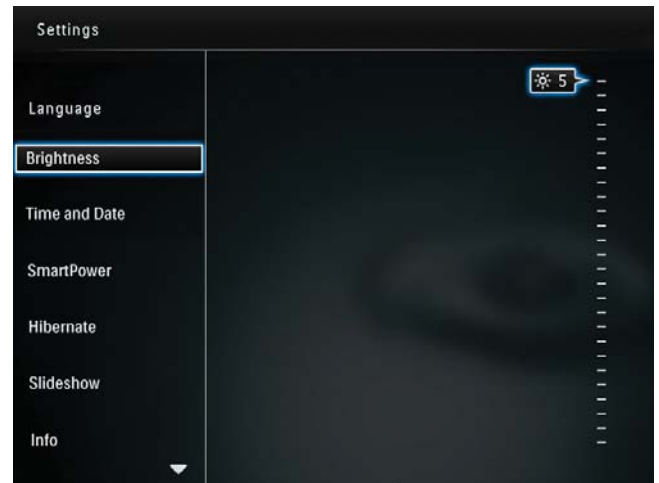 Settings
5
Language
Brightness
Time and Date
SmartPower
Hibernate
Slideshow
Info